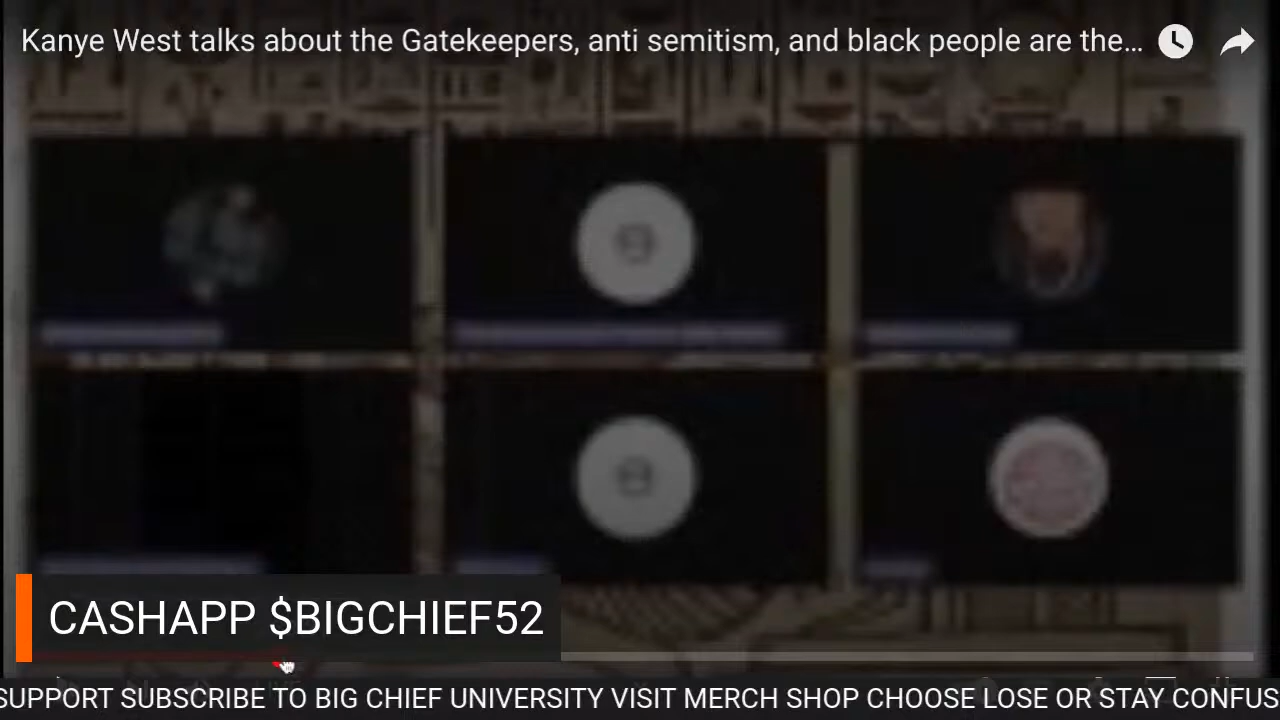 Kanye West talks about the Gatekeepers, anti semitism, and black people are the...
CASHAPP $BIGCHIEF52
SUPPORT SUBSCRIBE TO BIG CHIEF UNIVERSITY VISIT MERCH SHOP CHOOSE LOSE OR STAY CONFUS